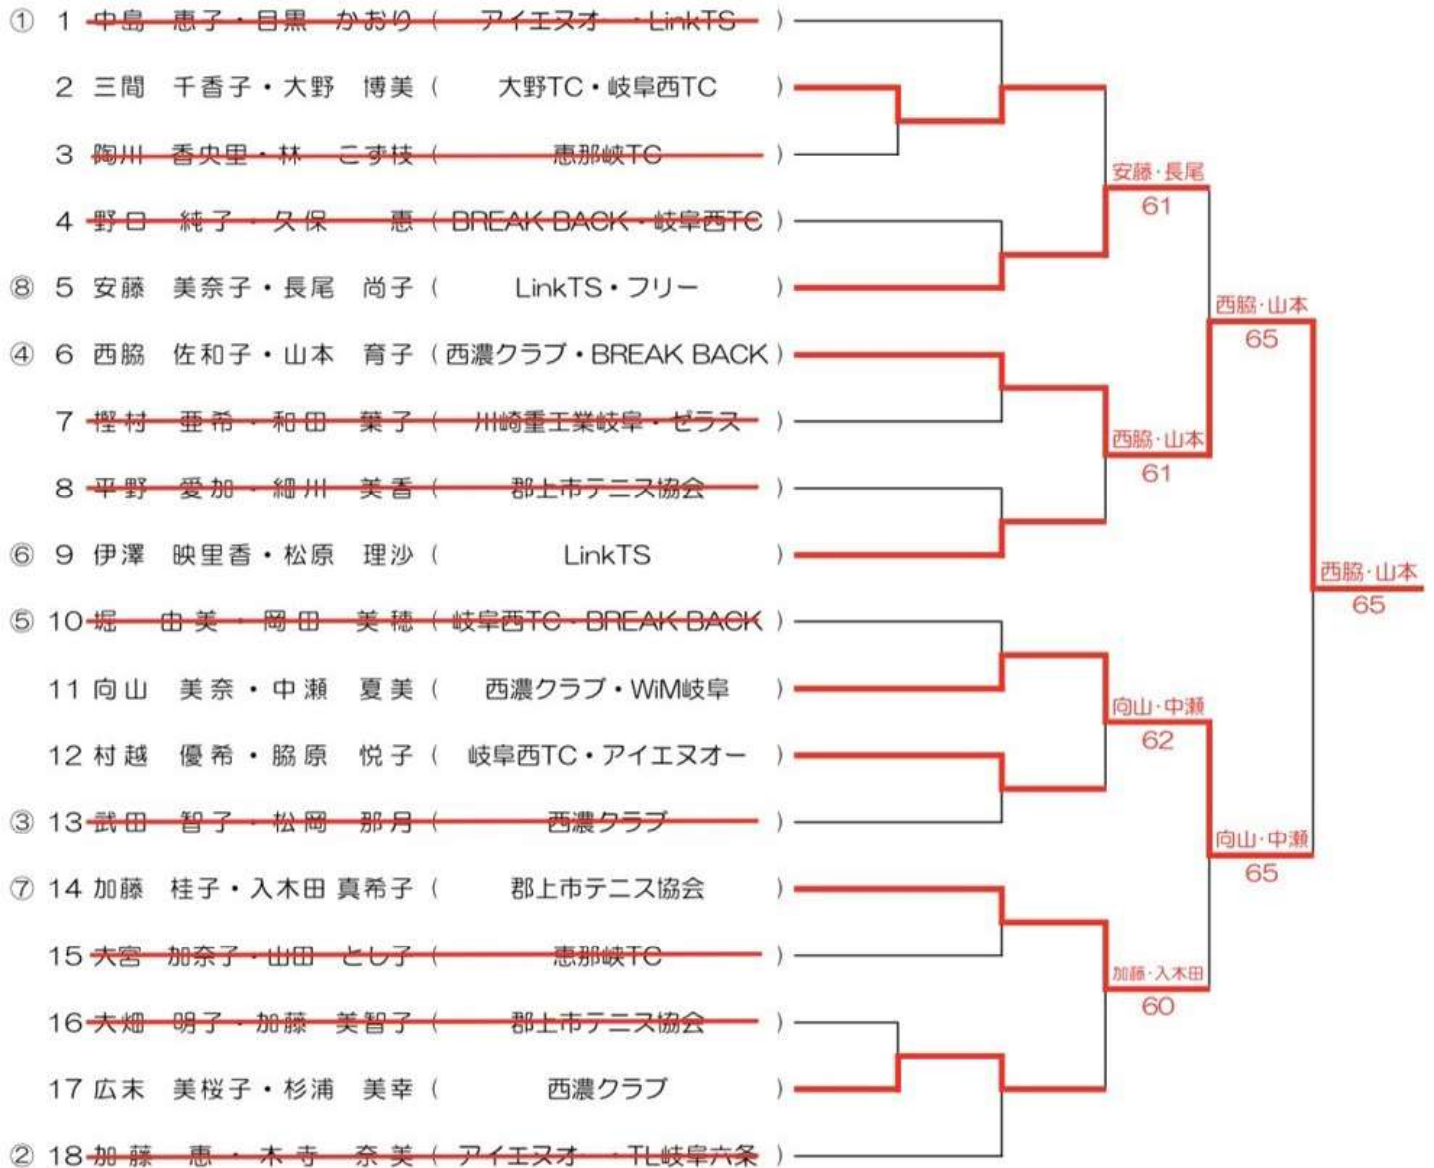 ① 1 中島 恵子・目黒 かおり ( アイエヌオー・LinkTS )
2 三間 千香子・大野 博美 ( 大野TC・岐阜西TC )
3 陶川 香央里・林 こず枝 ( 恵那峡TC )
安藤・長尾
4 野口 純子・久保 恵 ( BREAK BACK・岐阜西TC )
61
⑧ 5 安藤 美奈子・長尾 尚子 ( LinkTS・フリー )
西脇・山本
65
④ 6 西脇 佐和子・山本 育子 ( 西濃クラブ・BREAK BACK )
7 樫村 亜希・和田 葉子 ( 川崎重工業岐阜・ゼラス )
西脇・山本
61
8 平野 愛加・細川 美香 ( 郡上市テニス協会 )
⑥ 9 伊澤 映里香・松原 理沙 ( LinkTS )
西脇・山本
65
⑤ 10 堀 由美・岡田 美穂 ( 岐阜西TC・BREAK BACK )
11 向山 美奈・中瀬 夏美 ( 西濃クラブ・WiM岐阜 )
向山・中瀬
62
12 村越 優希・脇原 悦子 ( 岐阜西TC・アイエヌオー )
③ 13 武田 智子・松岡 那月 ( 西濃クラブ )
向山・中瀬
65
⑦ 14 加藤 桂子・入木田 真希子 ( 郡上市テニス協会 )
15 大宮 加奈子・山田 とし子 ( 恵那峡TC )
加藤・入木田
60
16 大畑 明子・加藤 美智子 ( 郡上市テニス協会 )
17 広末 美桜子・杉浦 美幸 ( 西濃クラブ )
② 18 加藤 恵・木寺 奈美 ( アイエヌオー・TL岐阜六条 )